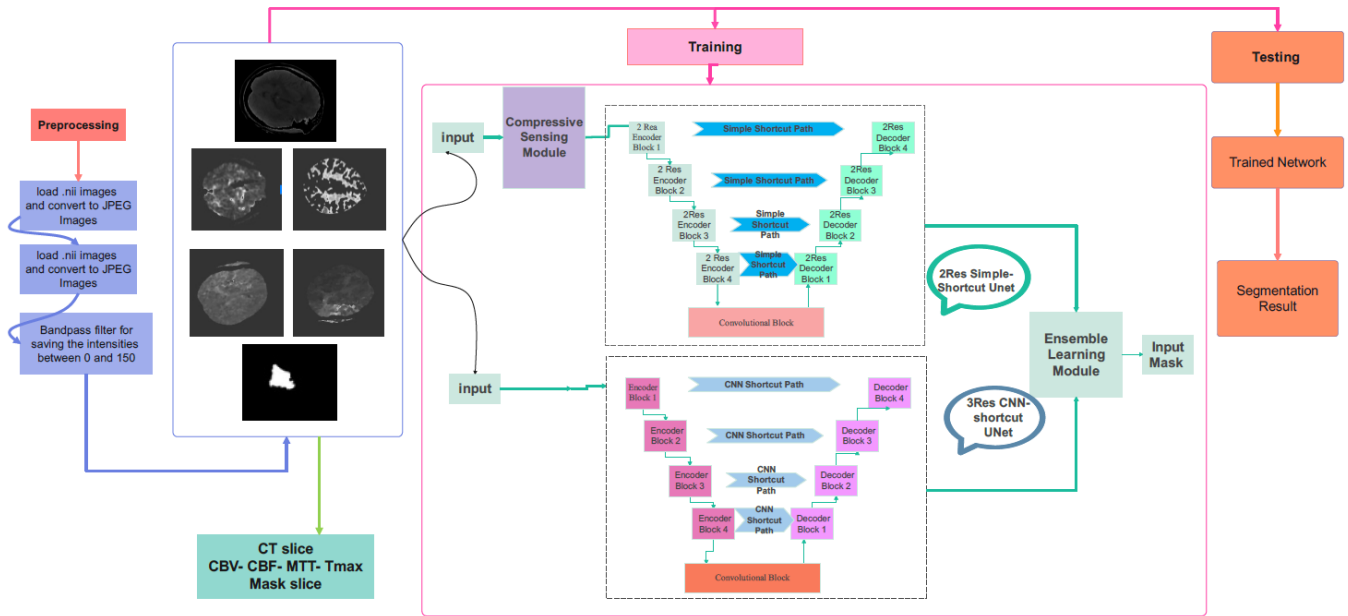 Preprocessing
load .nii images
and convert to JPEG
Images
load .nii images
and convert to JPEG
Images
Bandpass filter for
saving the intensities
between 0 and 150
CT slice
CBV- CBF- MTT- Tmax
Mask slice
Training
input
Compressive
Sensing
Module
2 Rea
Encoder
Block 1
2 Res
Encoder
Block 2
2 Res
Encoder
Block 3
2 Res
Encoder
Block 4
Simple Shortcut Path
Simple Shortcut Path
Simple
Shortcut
Path
Simple
Shortcut
Path
2Res
Decoder
Block 4
2Res
Decoder
Block 3
2Res
Decoder
Block 2
2Res
Decoder
Block 1
Convolutional Block
2Res Simple-
Shortcut Unet
input
Encoder
Block 1
Encoder
Block 2
Encoder
Block 3
Encoder
Block 4
CNN Shortcut Path
CNN Shortcut Path
CNN
Shortcut
Path
CNN
Shortcut
Path
Decoder
Block 4
Decoder
Block 3
Decoder
Block 2
Decoder
Block 1
Convolutional Block
3Res CNN-
shortcut
UNet
Ensemble
Learning
Module
Input
Mask
Testing
Trained Network
Segmentation
Result